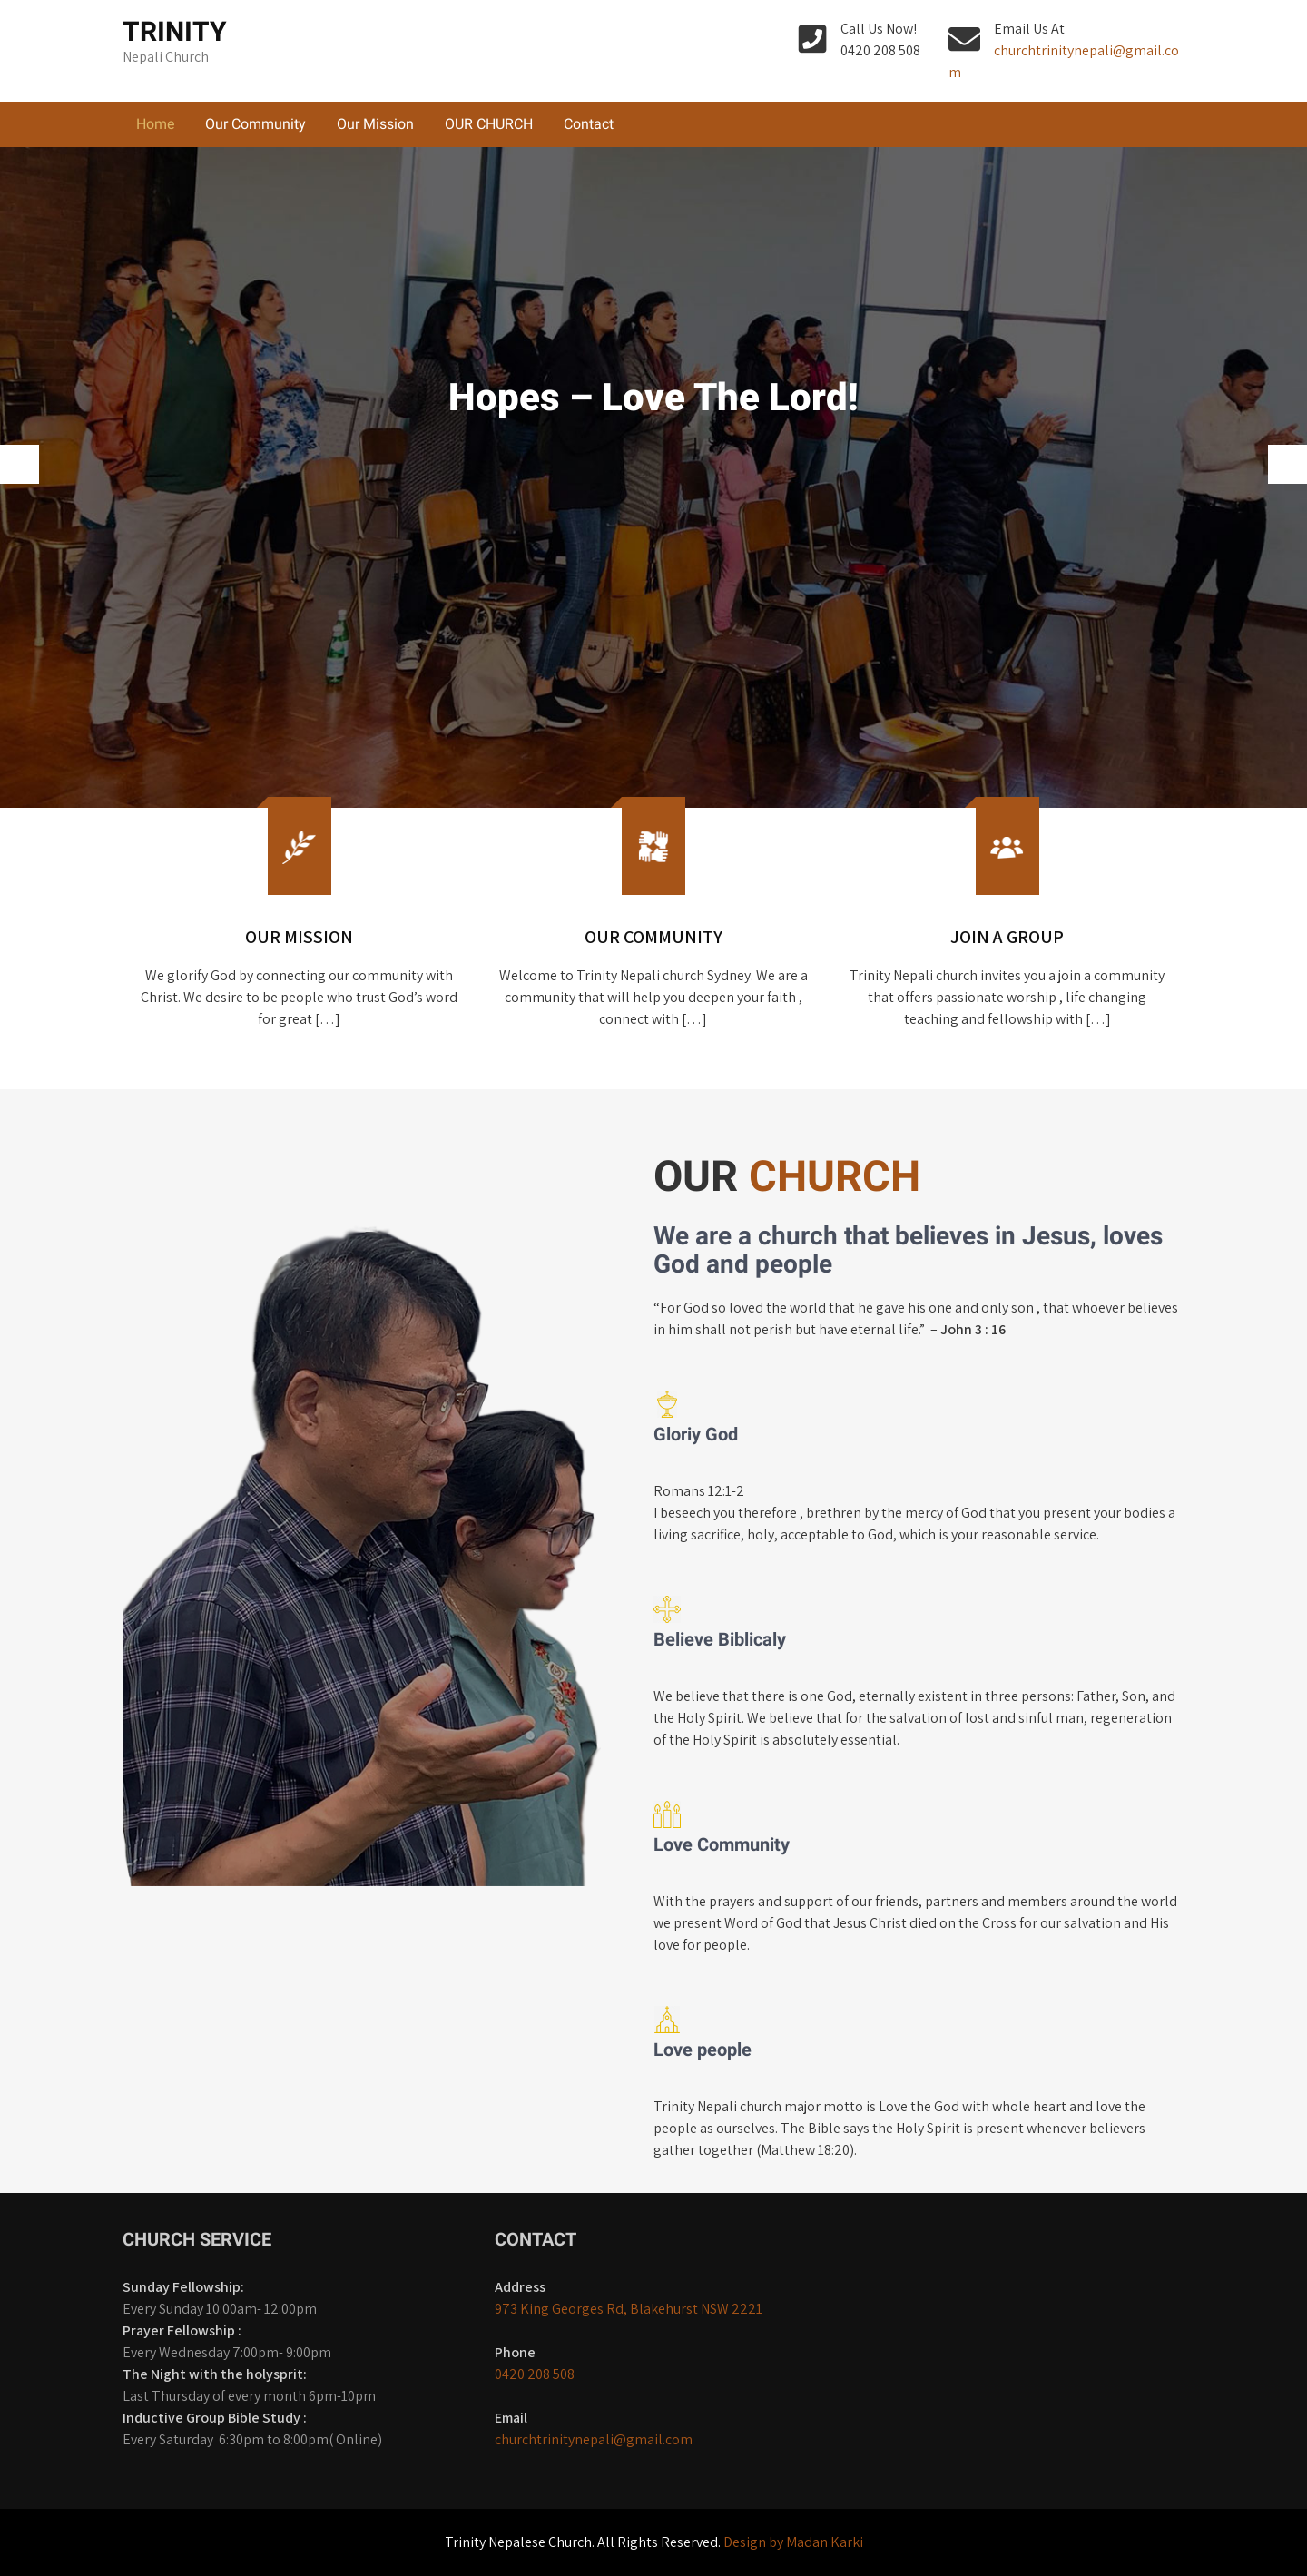 TRINITY
Nepali Church
Call Us Now!
0420 208 508
Email Us At
churchtrinitynepali@gmail.co
m
Home Our Community Our Mission OUR CHURCH Contact
Hopes – Love The Lord!
OUR MISSION
We glorify God by connecting our community with
Christ. We desire to be people who trust God’s word
for great […]
OUR COMMUNITY
Welcome to Trinity Nepali church Sydney. We are a
community that will help you deepen your faith ,
connect with […]
JOIN A GROUP
Trinity Nepali church invites you a join a community
that offers passionate worship , life changing
teaching and fellowship with […]
OUR CHURCH
We are a church that believes in Jesus, loves
God and people
“For God so loved the world that he gave his one and only son , that whoever believes
in him shall not perish but have eternal life.” – John 3 : 16
Gloriy God
Romans 12:1-2
I beseech you therefore , brethren by the mercy of God that you present your bodies a
living sacrifice, holy, acceptable to God, which is your reasonable service.
Believe Biblicaly
We believe that there is one God, eternally existent in three persons: Father, Son, and
the Holy Spirit. We believe that for the salvation of lost and sinful man, regeneration
of the Holy Spirit is absolutely essential.
Love Community
With the prayers and support of our friends, partners and members around the world
we present Word of God that Jesus Christ died on the Cross for our salvation and His
love for people.
Love people
Trinity Nepali church major motto is Love the God with whole heart and love the
people as ourselves. The Bible says the Holy Spirit is present whenever believers
gather together (Matthew 18:20).
CHURCH SERVICE
Sunday Fellowship:
Every Sunday 10:00am- 12:00pm
Prayer Fellowship :
Every Wednesday 7:00pm- 9:00pm
The Night with the holysprit:
Last Thursday of every month 6pm-10pm
Inductive Group Bible Study :
Every Saturday 6:30pm to 8:00pm( Online)
CONTACT
Address
973 King Georges Rd, Blakehurst NSW 2221
Phone
0420 208 508
Email
churchtrinitynepali@gmail.com
Trinity Nepalese Church. All Rights Reserved. Design by Madan Karki